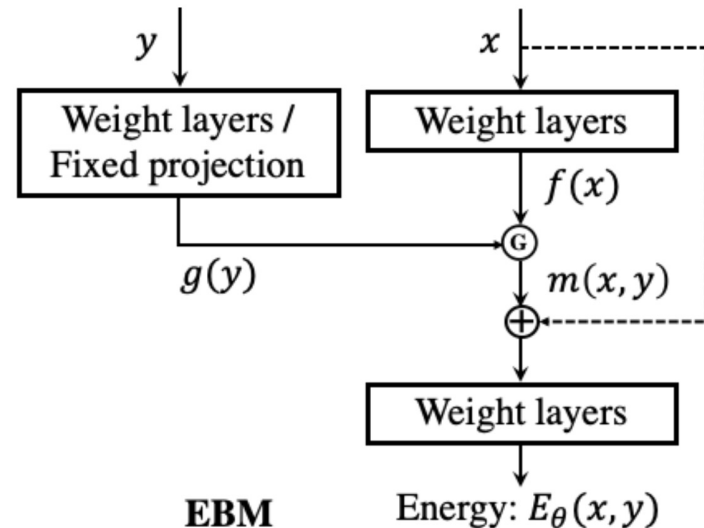 y
x
Weight layers /
Fixed projection
Weight layers
f(x)
G
g(y)
m(x, y)
+
Weight layers
EBM
Energy: E_θ(x, y)